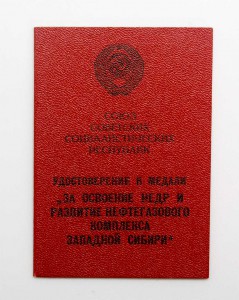 СОЮЗ
СОВЕТСКИХ
СОЦИАЛИСТИЧЕСКИХ
РЕСПУБЛИК
УДОСТОВЕРЕНИЕ К МЕДАЛИ
„ЗА ОСВОЕНИЕ НЕДР И
РАЗВИТИЕ НЕФТЕГАЗОВОГО
КОМПЛЕКСА
ЗАПАДНОЙ СИБИРИ"